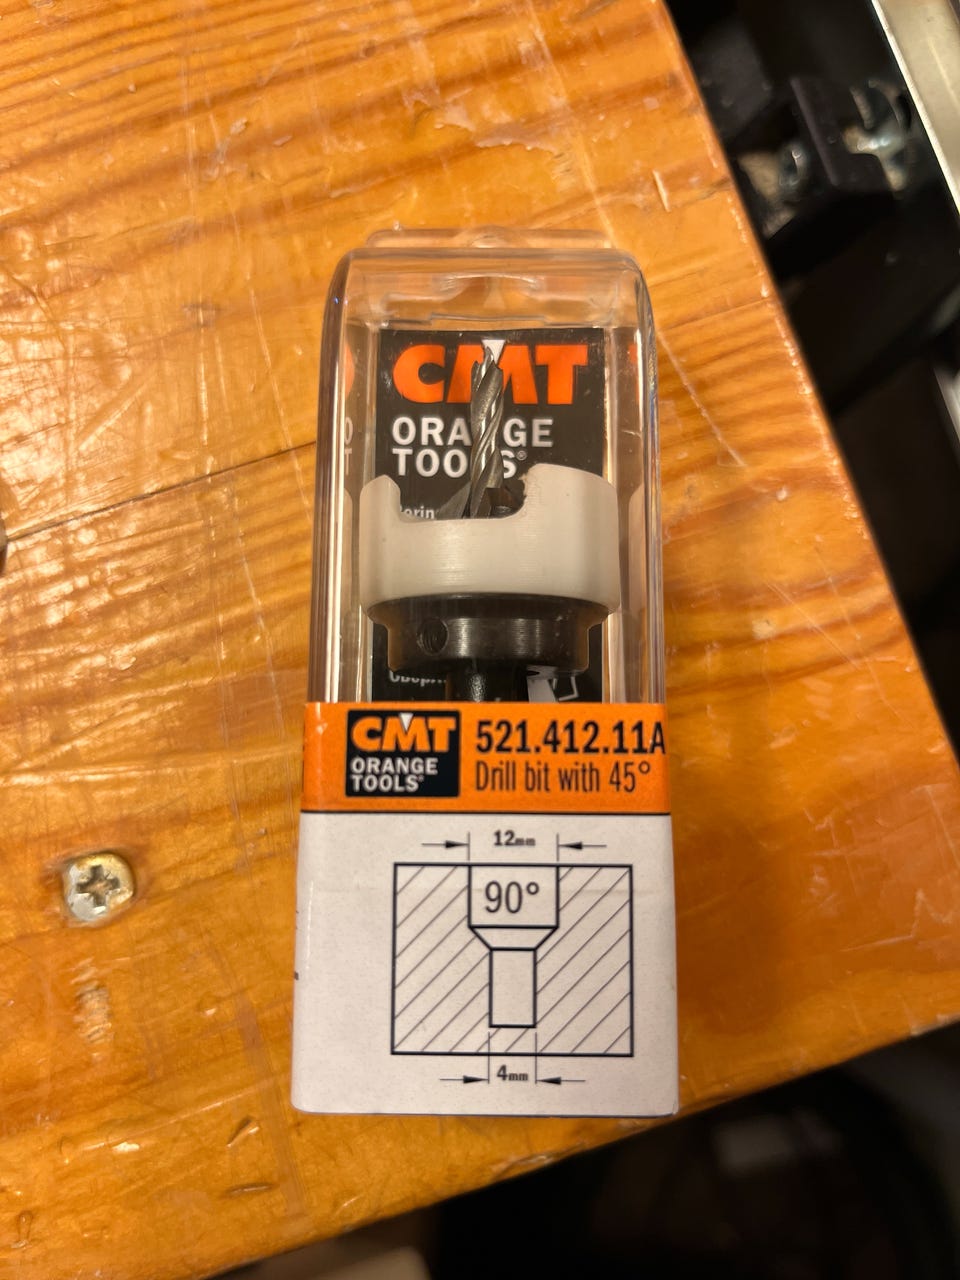 CMT
ORANGE
TOOLS®
CMT
ORANGE
TOOLS®
521.412.11A
Drill bit with 45°
12mm
90°
4mm